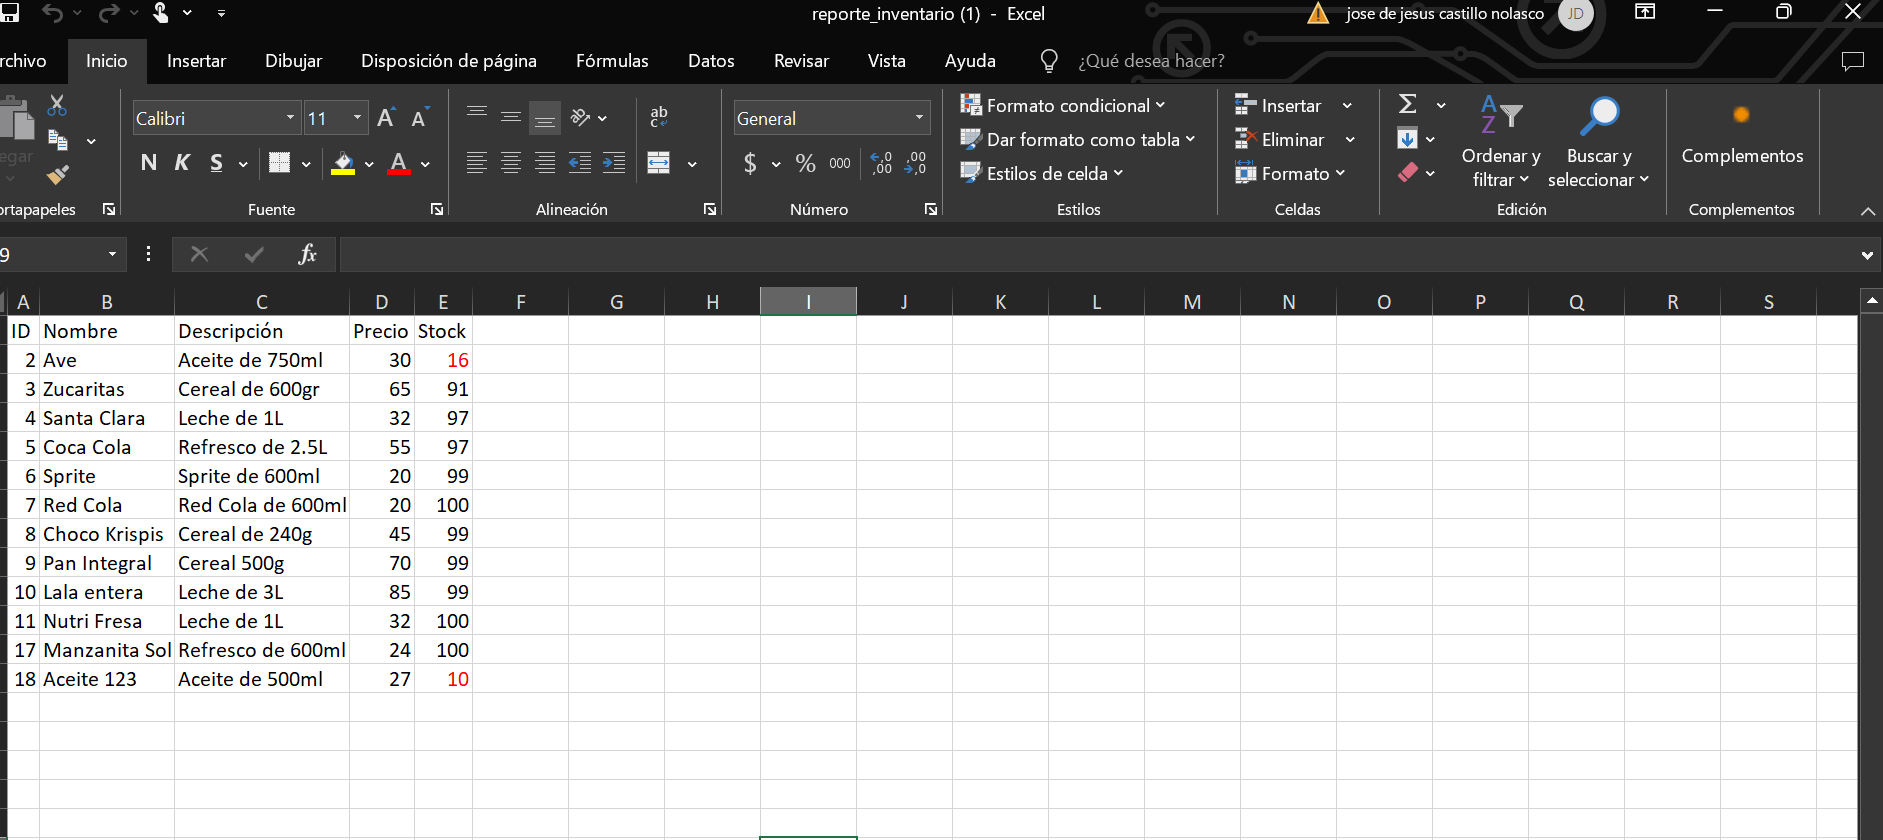 reporte_inventario (1) - Excel
jose de jesus castillo nolasco
JD
rchivo Inicio Insertar Dibujar Disposición de página Fórmulas Datos Revisar Vista Ayuda ¿Qué desea hacer?
Calibri 11 General
ab
c
Formato condicional
Insertar
Dar formato como tabla
Eliminar
Estilos de celda
Formato
N K S
$ % 000
Ordenar y filtrar
Buscar y seleccionar
Complementos
egar
ortapapeles Fuente Alineación Número Estilos Celdas Edición Complementos
9 fx
A B C D E F G H I J K L M N O P Q R S
ID Nombre Descripción Precio Stock
2 Ave Aceite de 750ml 30 16
3 Zucaritas Cereal de 600gr 65 91
4 Santa Clara Leche de 1L 32 97
5 Coca Cola Refresco de 2.5L 55 97
6 Sprite Sprite de 600ml 20 99
7 Red Cola Red Cola de 600ml 20 100
8 Choco Krispis Cereal de 240g 45 99
9 Pan Integral Cereal 500g 70 99
10 Lala entera Leche de 3L 85 99
11 Nutri Fresa Leche de 1L 32 100
17 Manzanita Sol Refresco de 600ml 24 100
18 Aceite 123 Aceite de 500ml 27 10